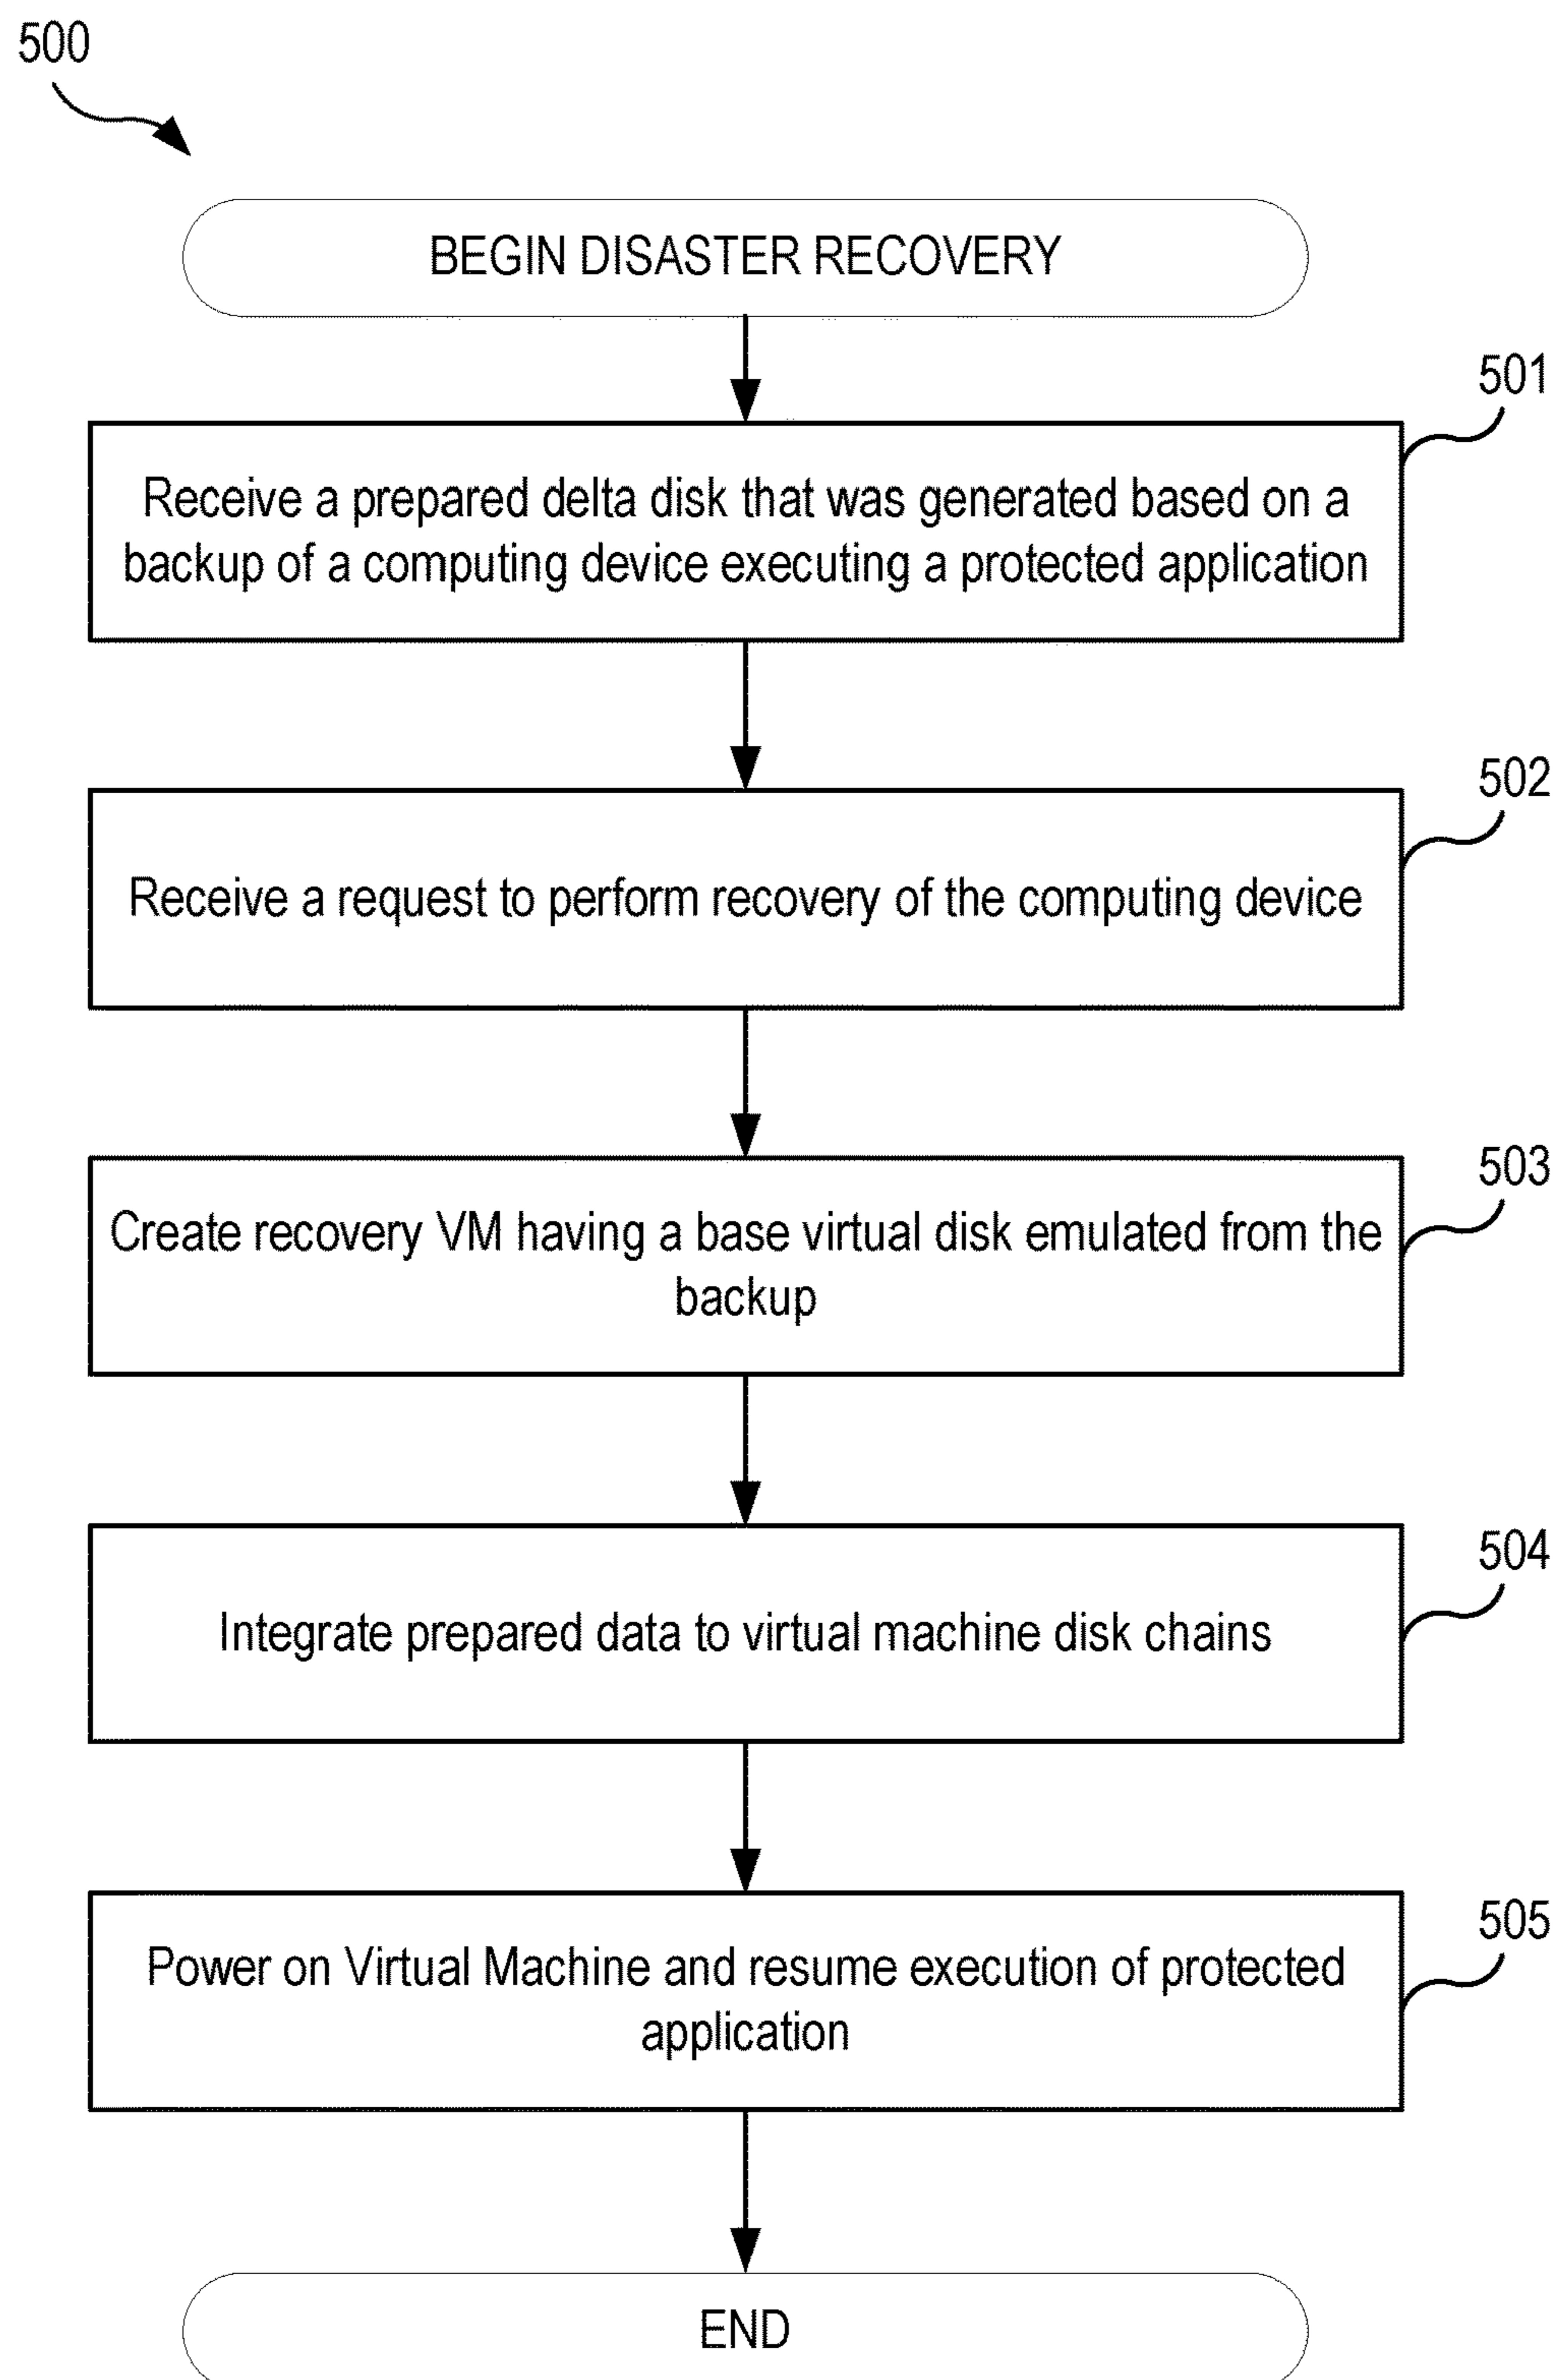 500
BEGIN DISASTER RECOVERY
501
Receive a prepared delta disk that was generated based on a
backup of a computing device executing a protected application
502
Receive a request to perform recovery of the computing device
503
Create recovery VM having a base virtual disk emulated from the
backup
504
Integrate prepared data to virtual machine disk chains
505
Power on Virtual Machine and resume execution of protected
application
END